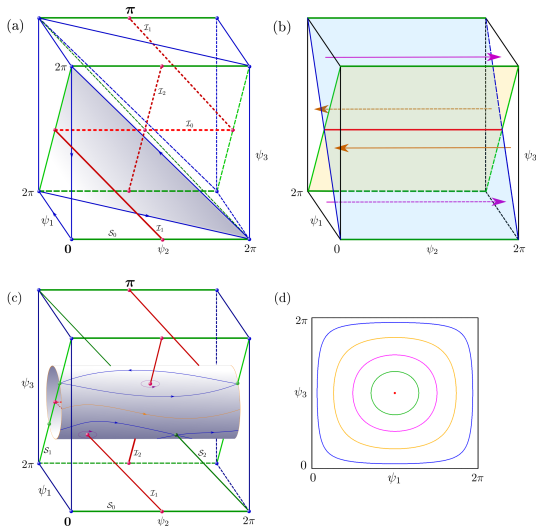 (a)
π
I₁
2π
I₂
I₀
ψ₃
2π
ψ₁
S₀
I₁
0
ψ₂
2π
(b)
2π
ψ₃
2π
ψ₁
0
ψ₂
2π
(c)
π
ψ₃
S₁
I₂
S₂
2π
ψ₁
S₀
I₁
0
ψ₂
2π
(d)
2π
ψ₃
0
0
ψ₁
2π